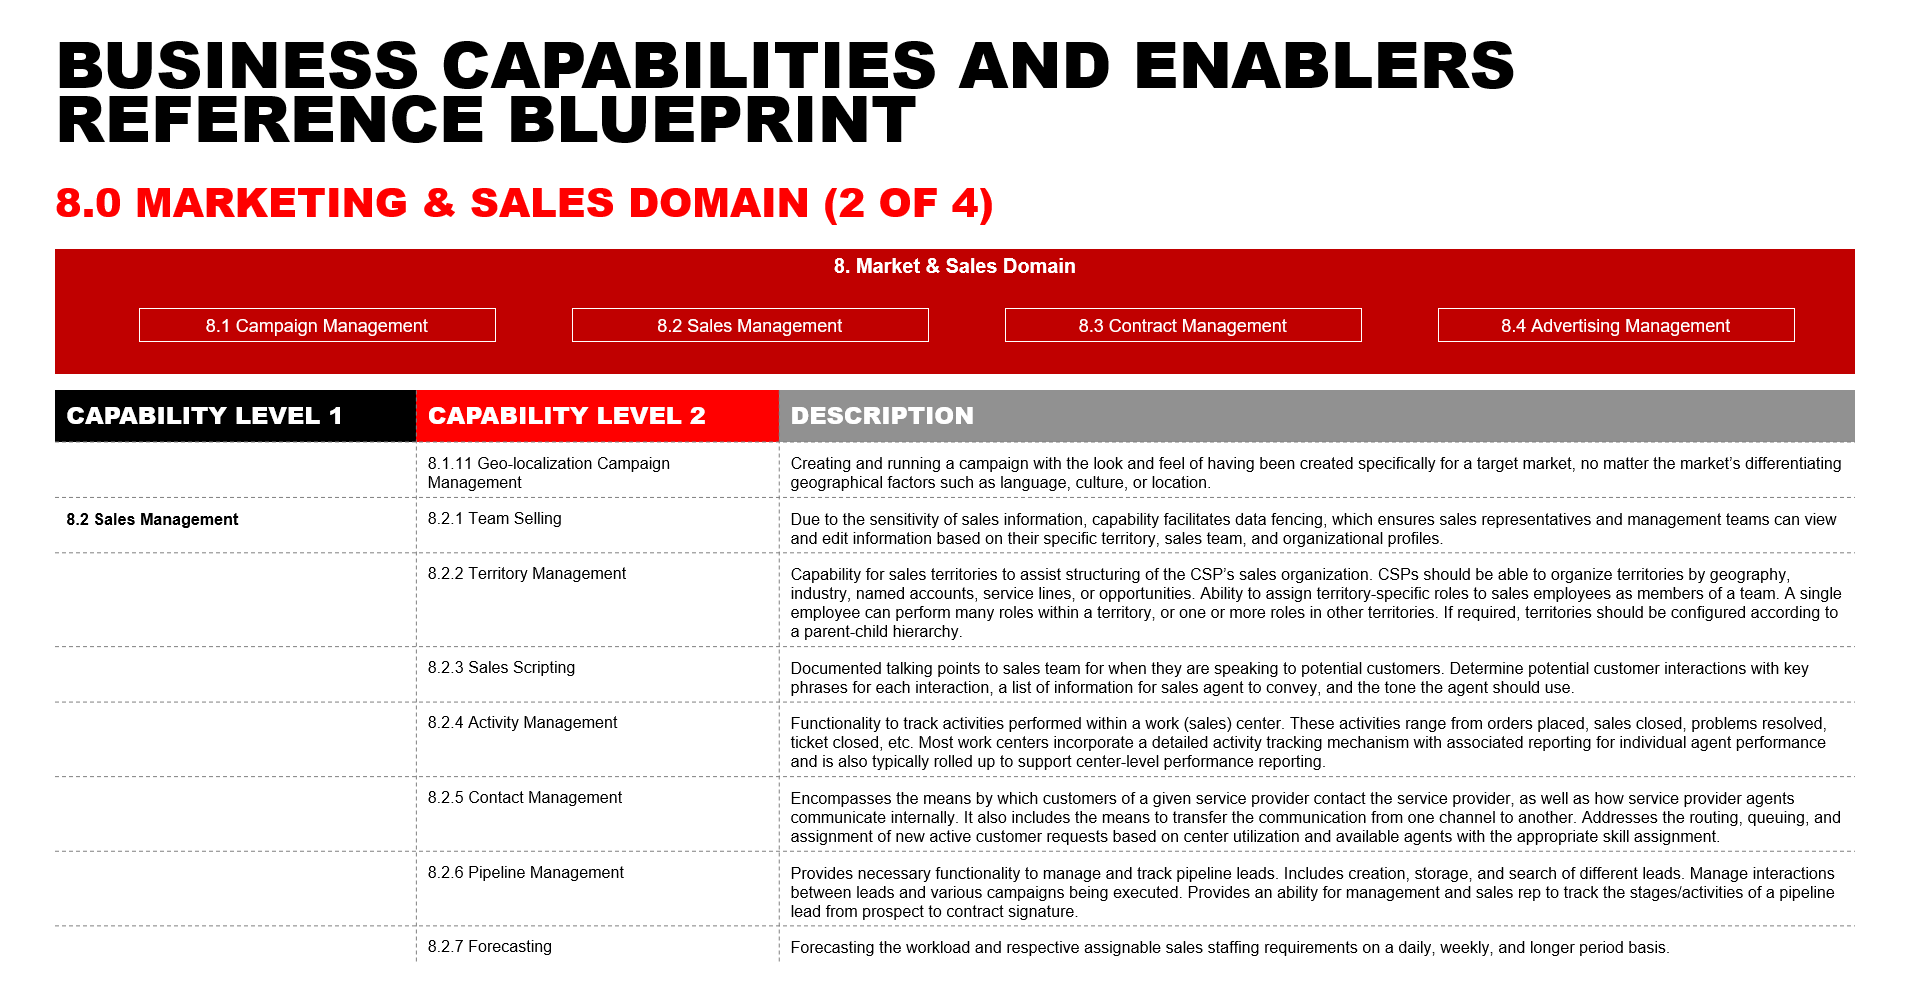 BUSINESS CAPABILITIES AND ENABLERS
REFERENCE BLUEPRINT
8.0 MARKETING & SALES DOMAIN (2 OF 4)
8. Market & Sales Domain
8.1 Campaign Management
8.2 Sales Management
8.3 Contract Management
8.4 Advertising Management
CAPABILITY LEVEL 1
CAPABILITY LEVEL 2
DESCRIPTION
8.1.11 Geo-localization Campaign
Management
Creating and running a campaign with the look and feel of having been created specifically for a target market, no matter the market’s differentiating
geographical factors such as language, culture, or location.
8.2 Sales Management
8.2.1 Team Selling
Due to the sensitivity of sales information, capability facilitates data fencing, which ensures sales representatives and management teams can view
and edit information based on their specific territory, sales team, and organizational profiles.
8.2.2 Territory Management
Capability for sales territories to assist structuring of the CSP’s sales organization. CSPs should be able to organize territories by geography,
industry, named accounts, service lines, or opportunities. Ability to assign territory-specific roles to sales employees as members of a team. A single
employee can perform many roles within a territory, or one or more roles in other territories. If required, territories should be configured according to
a parent-child hierarchy.
8.2.3 Sales Scripting
Documented talking points to sales team for when they are speaking to potential customers. Determine potential customer interactions with key
phrases for each interaction, a list of information for sales agent to convey, and the tone the agent should use.
8.2.4 Activity Management
Functionality to track activities performed within a work (sales) center. These activities range from orders placed, sales closed, problems resolved,
ticket closed, etc. Most work centers incorporate a detailed activity tracking mechanism with associated reporting for individual agent performance
and is also typically rolled up to support center-level performance reporting.
8.2.5 Contact Management
Encompasses the means by which customers of a given service provider contact the service provider, as well as how service provider agents
communicate internally. It also includes the means to transfer the communication from one channel to another. Addresses the routing, queuing, and
assignment of new active customer requests based on center utilization and available agents with the appropriate skill assignment.
8.2.6 Pipeline Management
Provides necessary functionality to manage and track pipeline leads. Includes creation, storage, and search of different leads. Manage interactions
between leads and various campaigns being executed. Provides an ability for management and sales rep to track the stages/activities of a pipeline
lead from prospect to contract signature.
8.2.7 Forecasting
Forecasting the workload and respective assignable sales staffing requirements on a daily, weekly, and longer period basis.